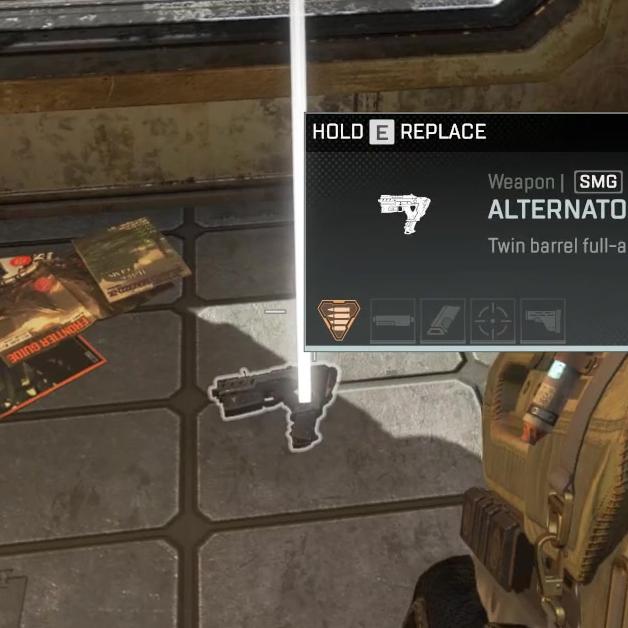 HOLD E REPLACE
Weapon | SMG
ALTERNATO
Twin barrel full-a
FRONTIER GUIDE